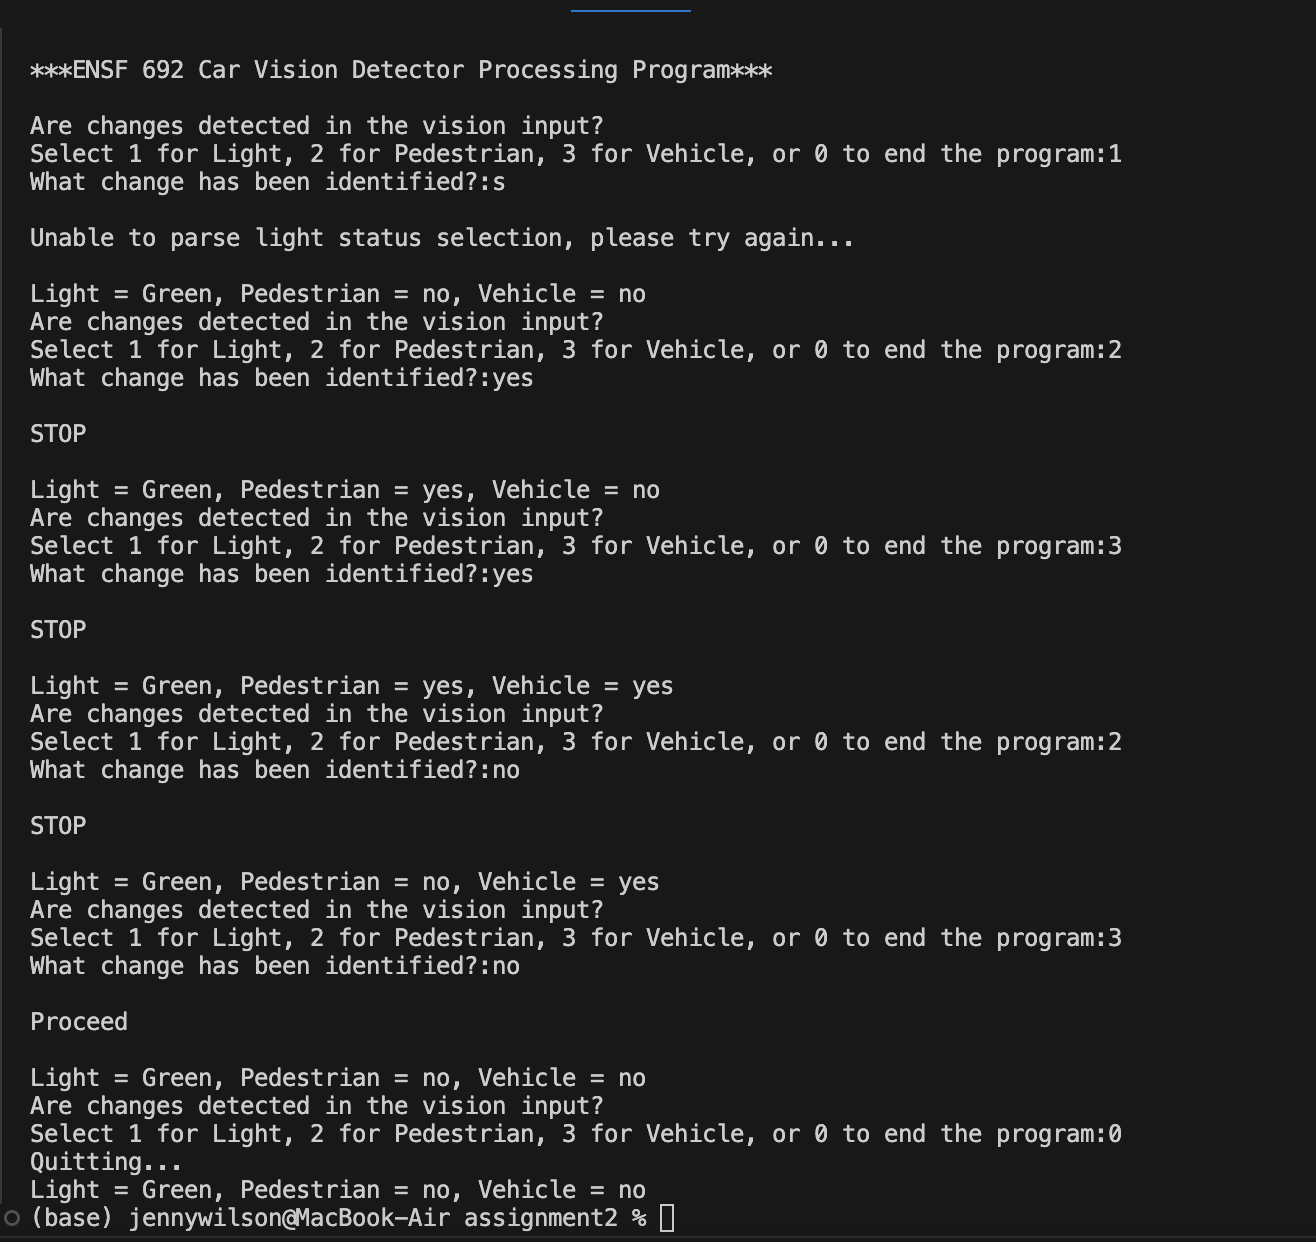 ***ENSF 692 Car Vision Detector Processing Program***
Are changes detected in the vision input?
Select 1 for Light, 2 for Pedestrian, 3 for Vehicle, or 0 to end the program:1
What change has been identified?:s
Unable to parse light status selection, please try again...
Light = Green, Pedestrian = no, Vehicle = no
Are changes detected in the vision input?
Select 1 for Light, 2 for Pedestrian, 3 for Vehicle, or 0 to end the program:2
What change has been identified?:yes
STOP
Light = Green, Pedestrian = yes, Vehicle = no
Are changes detected in the vision input?
Select 1 for Light, 2 for Pedestrian, 3 for Vehicle, or 0 to end the program:3
What change has been identified?:yes
STOP
Light = Green, Pedestrian = yes, Vehicle = yes
Are changes detected in the vision input?
Select 1 for Light, 2 for Pedestrian, 3 for Vehicle, or 0 to end the program:2
What change has been identified?:no
STOP
Light = Green, Pedestrian = no, Vehicle = yes
Are changes detected in the vision input?
Select 1 for Light, 2 for Pedestrian, 3 for Vehicle, or 0 to end the program:3
What change has been identified?:no
Proceed
Light = Green, Pedestrian = no, Vehicle = no
Are changes detected in the vision input?
Select 1 for Light, 2 for Pedestrian, 3 for Vehicle, or 0 to end the program:0
Quitting...
Light = Green, Pedestrian = no, Vehicle = no
(base) jennywilson@MacBook-Air assignment2 %